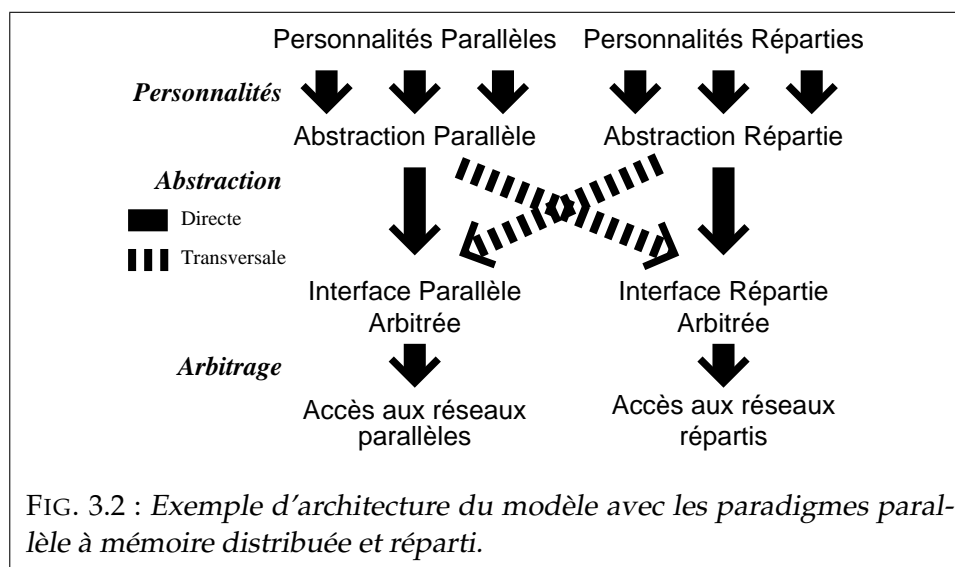 Personnalités Parallèles Personnalités Réparties
Personnalités
Abstraction Parallèle Abstraction Répartie
Abstraction
Directe
Transversale
Interface Parallèle Interface Répartie
Arbitrée Arbitrée
Arbitrage
Accès aux réseaux Accès aux réseaux
parallèles répartis
FIG. 3.2 : Exemple d'architecture du modèle avec les paradigmes paral-
lèle à mémoire distribuée et réparti.